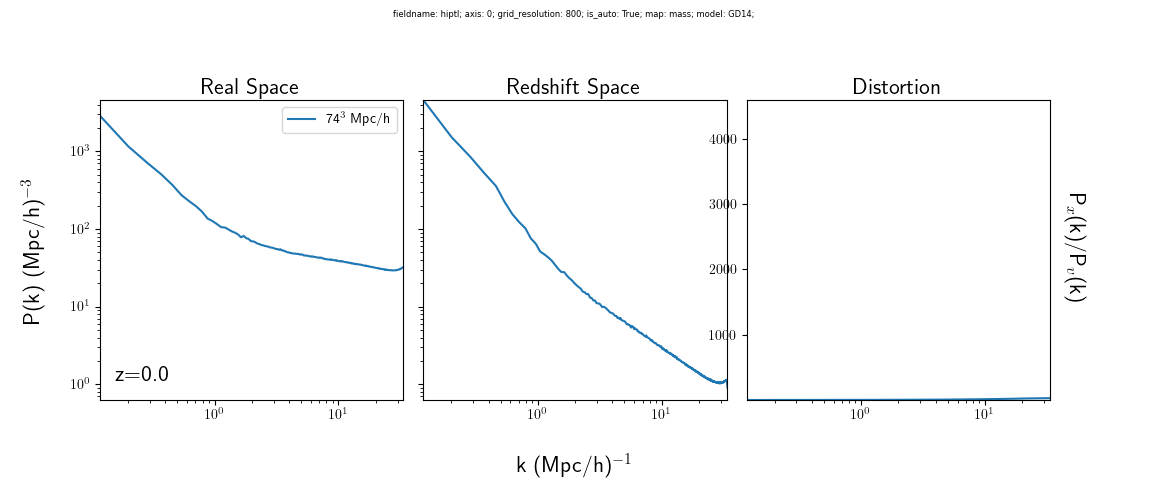 fieldname: hiptl; axis: 0; grid_resolution: 800; is_auto: True; map: mass; model: GD14;
Real Space
Redshift Space
Distortion
74³ Mpc/h
P(k) (Mpc/h)⁻³
10³
10²
10¹
10⁰
z=0.0
4000
3000
2000
1000
Pₓ(k)/Pᵥ(k)
10⁰ 10¹
10⁰ 10¹
10⁰ 10¹
k (Mpc/h)⁻¹